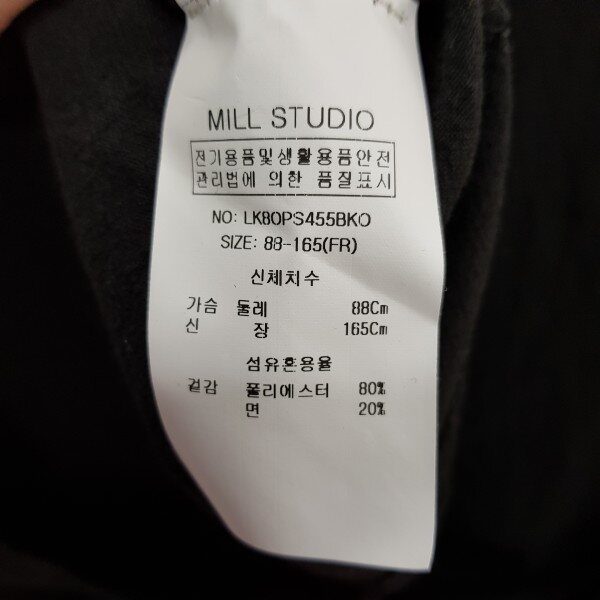 MILL STUDIO
전기용품및생활용품안전
관리법에 의한 품질표시
NO: LK80PS455BKO
SIZE: 88-165(FR)
신체치수
가슴 둘레 88Cm
신 장 165Cm
섬유혼용율
겉감 폴리에스터 80%
면 20%